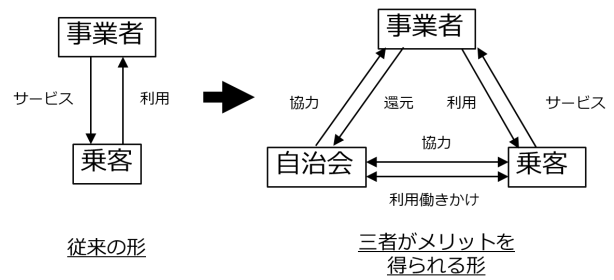 事業者
サービス
利用
乗客
従来の形
事業者
協力
還元
利用
サービス
自治会
協力
利用働きかけ
乗客
三者がメリットを
得られる形